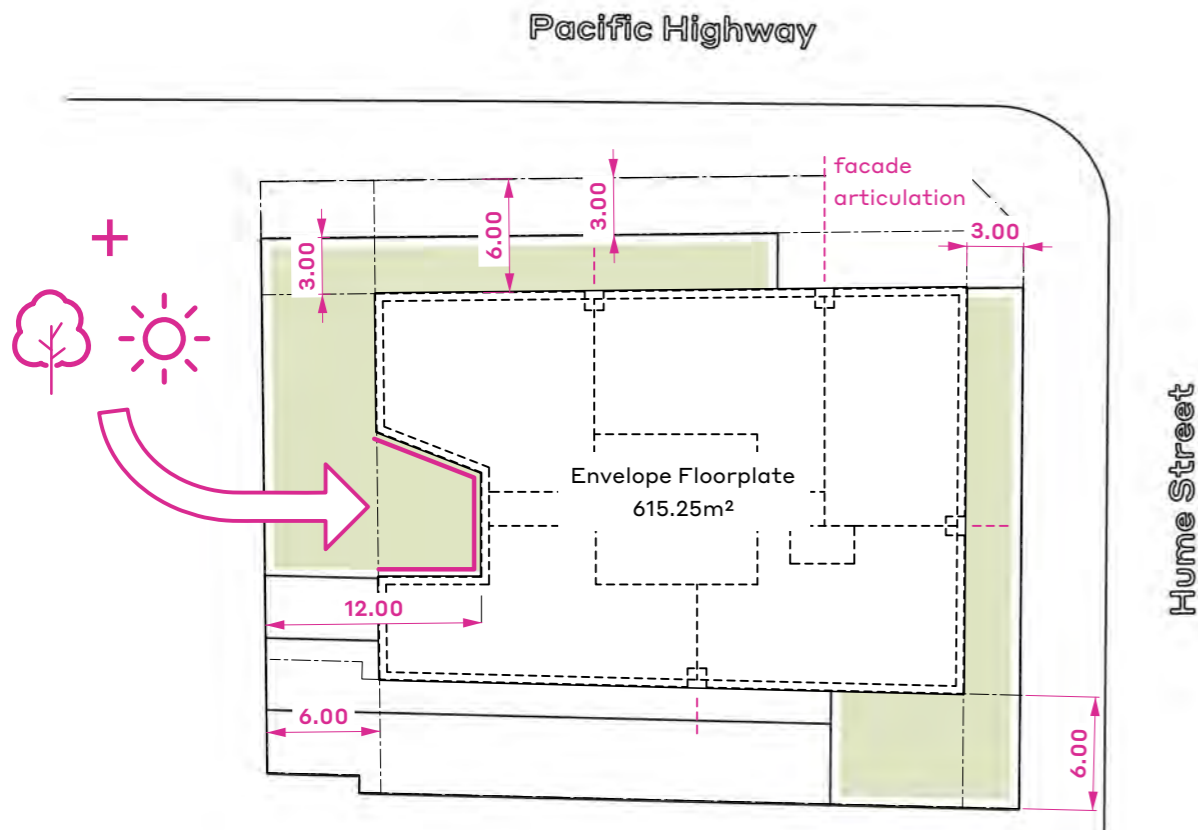 Pacific Highway
facade
articulation
3.00
6.00
3.00
3.00
Envelope Floorplate
615.25m²
Hume Street
12.00
6.00
6.00